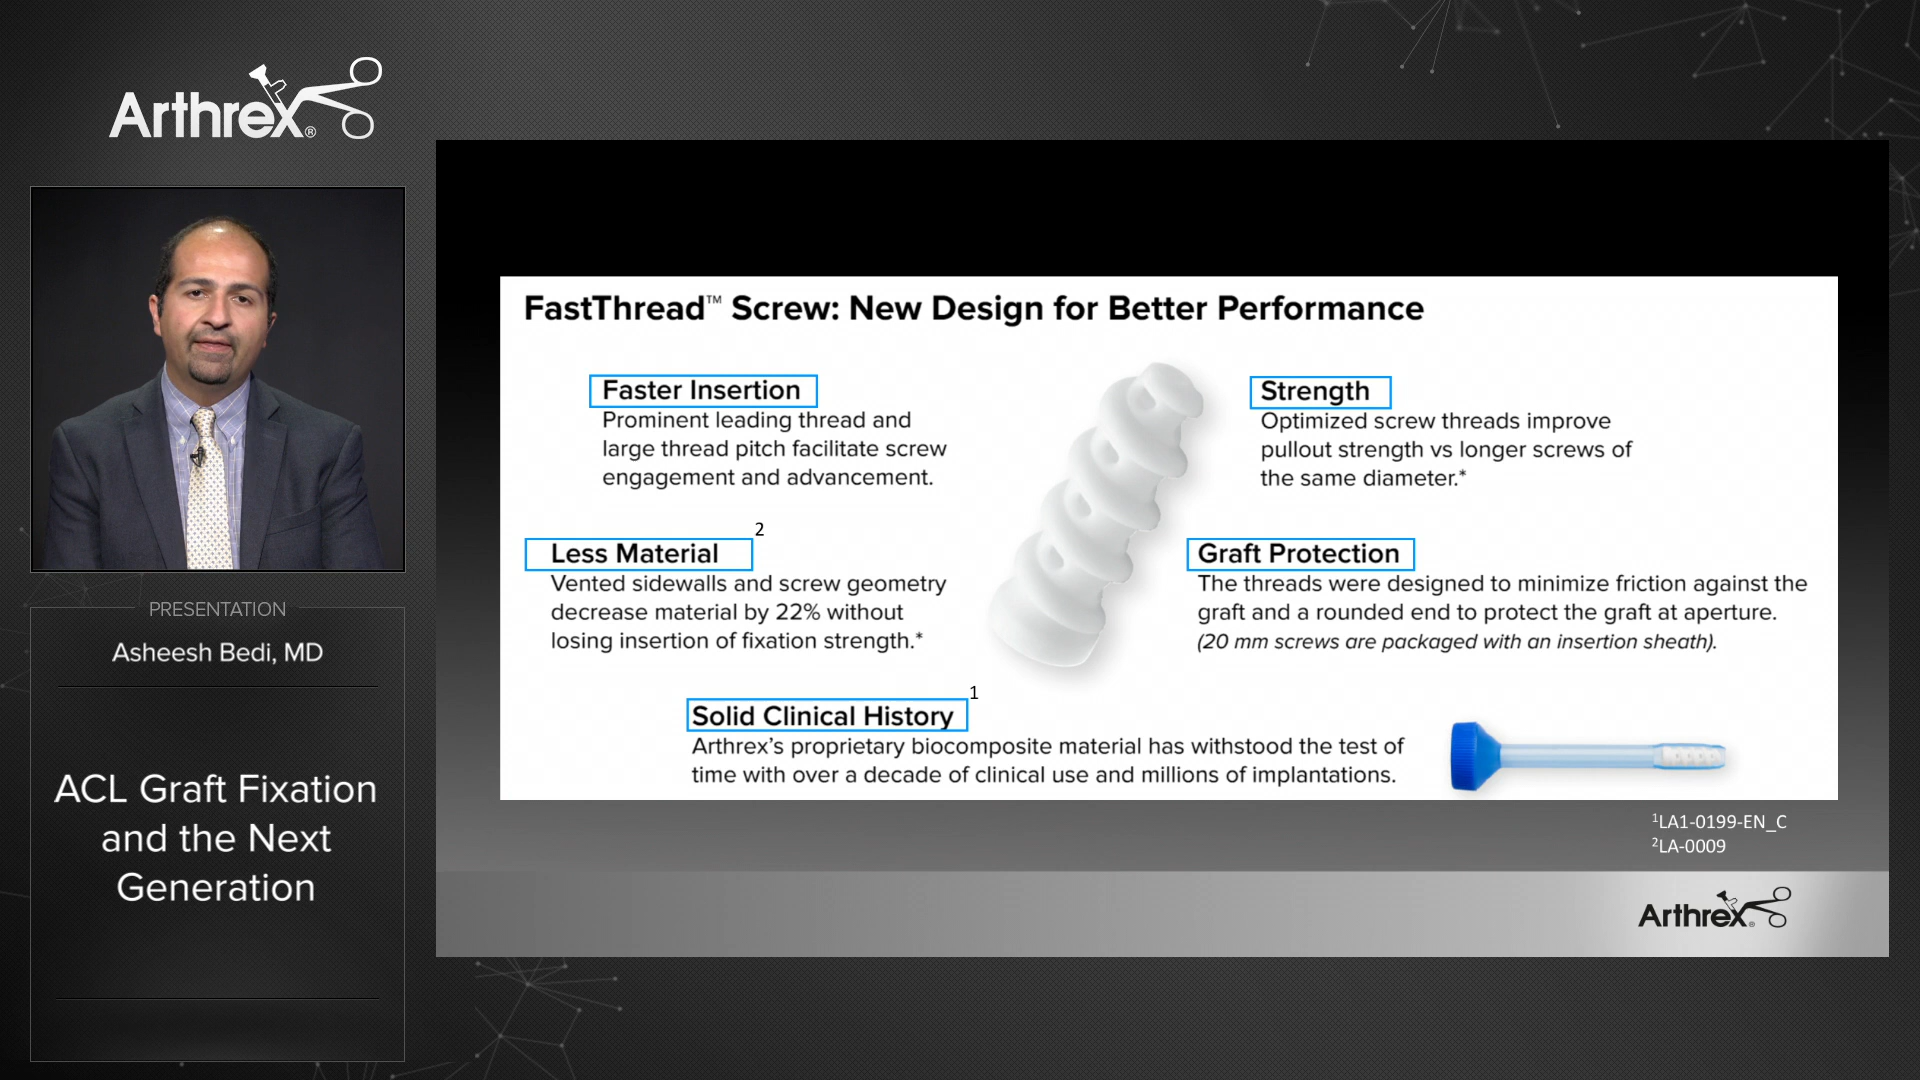 Arthrex®
PRESENTATION
Asheesh Bedi, MD
ACL Graft Fixation
and the Next
Generation
FastThread™ Screw: New Design for Better Performance
Faster Insertion
Prominent leading thread and
large thread pitch facilitate screw
engagement and advancement.
Strength
Optimized screw threads improve
pullout strength vs longer screws of
the same diameter.*
Less Material 2
Vented sidewalls and screw geometry
decrease material by 22% without
losing insertion of fixation strength.*
Graft Protection
The threads were designed to minimize friction against the
graft and a rounded end to protect the graft at aperture.
(20 mm screws are packaged with an insertion sheath).
Solid Clinical History 1
Arthrex's proprietary biocomposite material has withstood the test of
time with over a decade of clinical use and millions of implantations.
1LA1-0199-EN_C
2LA-0009
Arthrex®